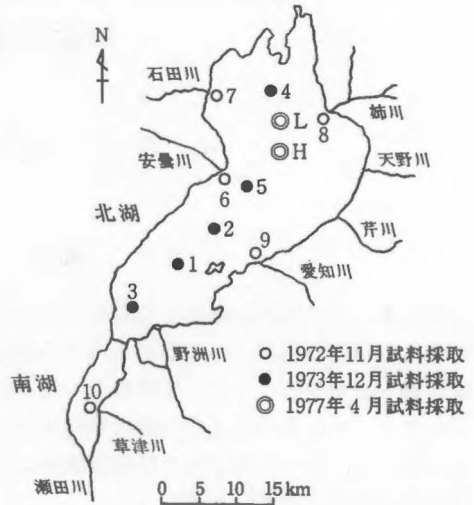 N
石田川
7
4
L
8
姉川
H
天野川
安曇川
6
5
北湖
芹川
2
9
1
愛知川
3
野洲川
○ 1972年11月試料採取
● 1973年12月試料採取
◎ 1977年4月試料採取
南湖
10
草津川
瀬田川
0 5 10 15km